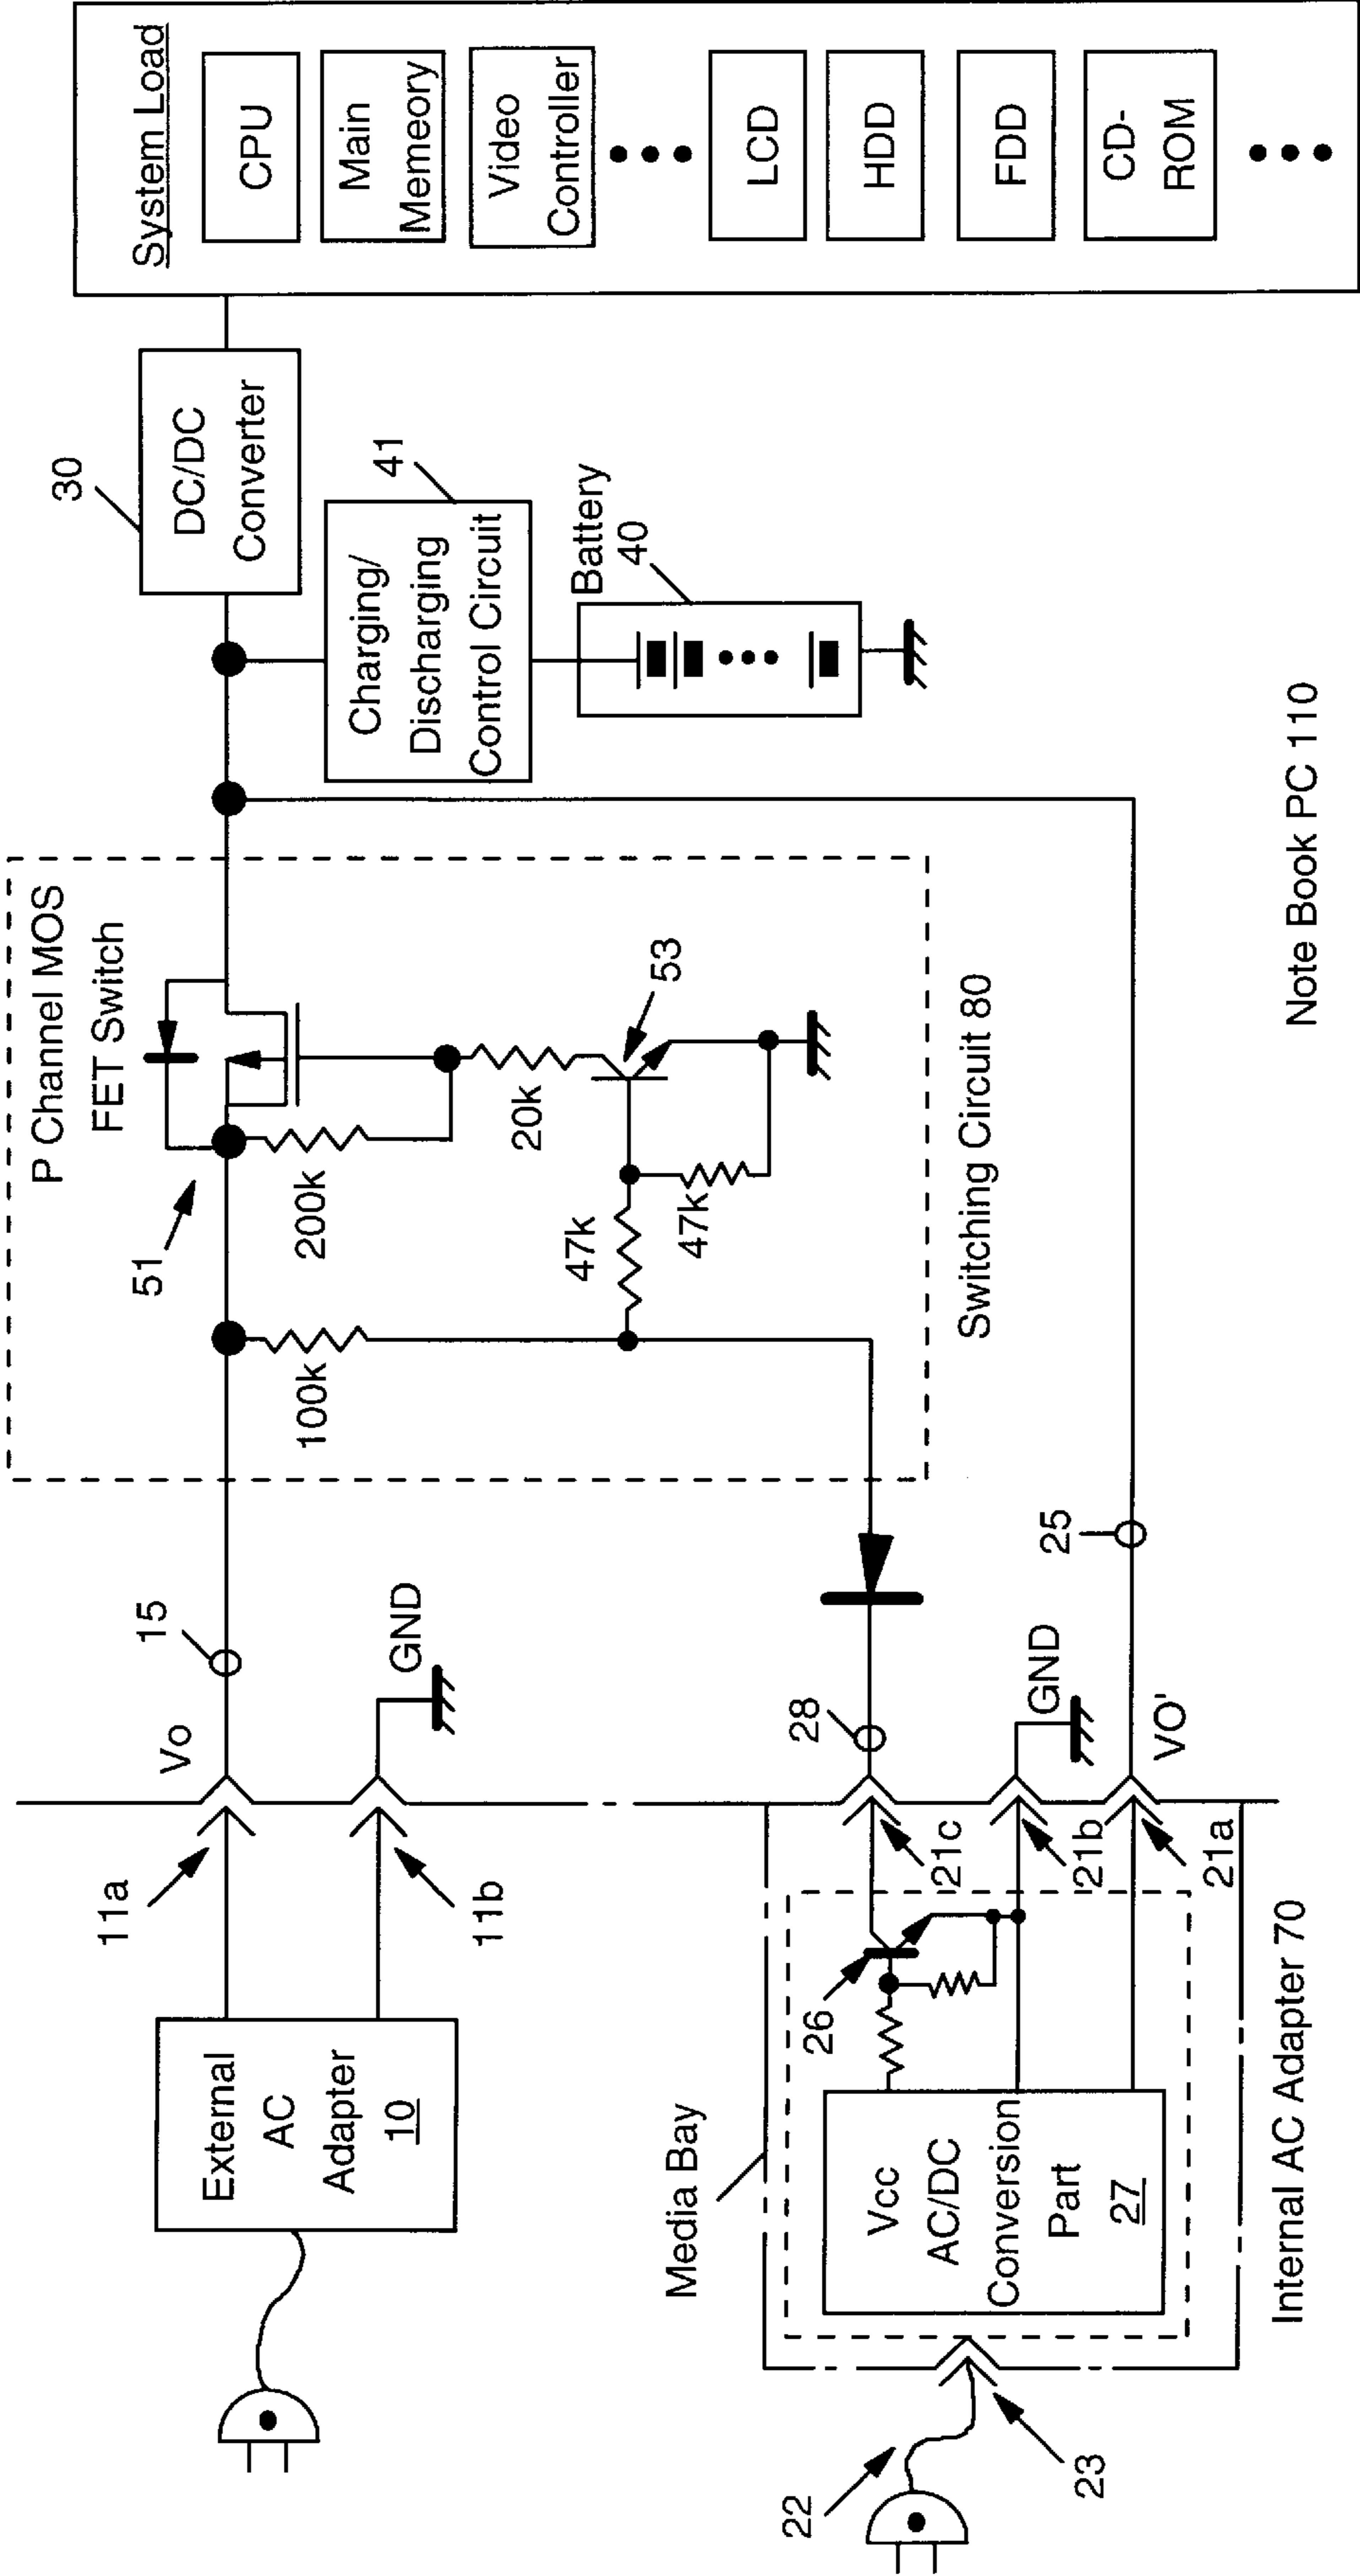 External
AC
Adapter
10
11a
11b
Vo
15
GND
51
P Channel MOS
FET Switch
100k
200k
47k
47k
20k
53
Switching Circuit 80
30
DC/DC
Converter
Charging/
Discharging
Control Circuit
41
Battery
40
System Load
CPU
Main
Memeory
Video
Controller
LCD
HDD
FDD
CD-
ROM
22
23
Media Bay
Vcc
AC/DC
Conversion
Part
27
26
21c
21b
21a
28
GND
VO'
25
Internal AC Adapter 70
Note Book PC 110